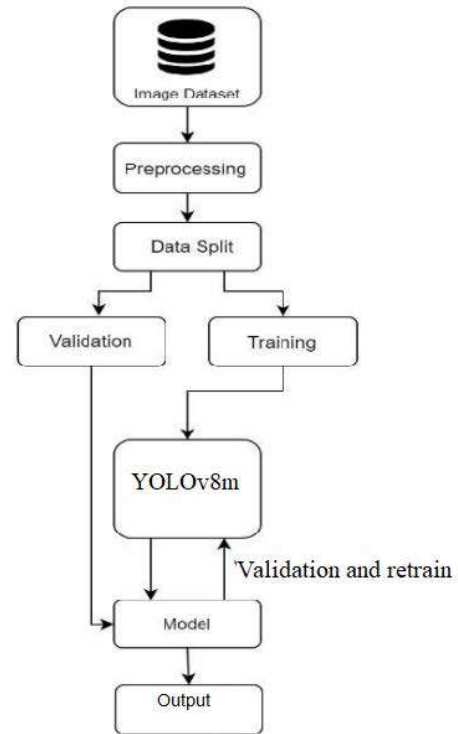 Image Dataset
Preprocessing
Data Split
Validation
Training
YOLOv8m
'Validation and retrain
Model
Output